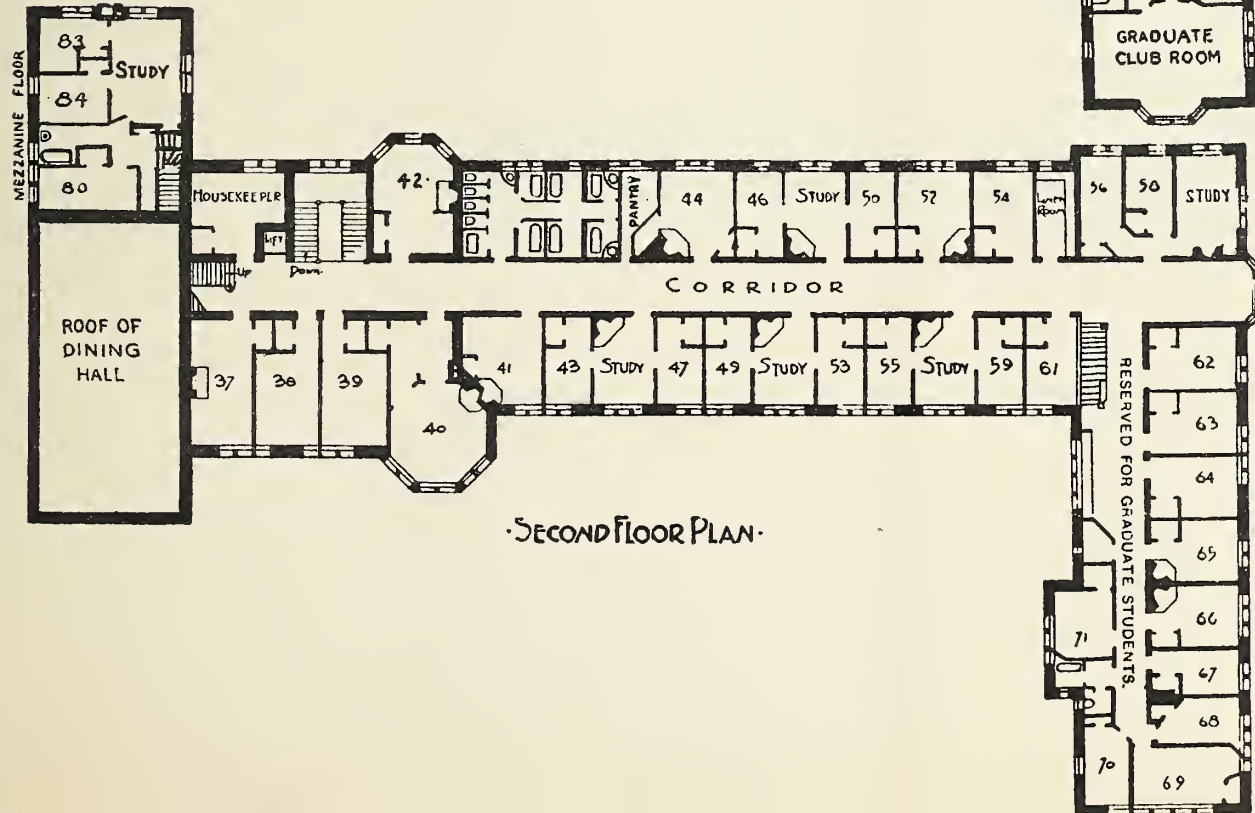 GRADUATE
CLUB ROOM
MEZZANINE FLOOR
83
STUDY
84
80
HOUSEKEEPER
LIFT
UP
Down.
42.
PANTRY
44
46
STUDY
50
52
54
56
58
STUDY
CORRIDOR
ROOF OF
DINING
HALL
37
38
39
40
41
43
STUDY
47
49
STUDY
53
55
STUDY
59
61
62
63
64
65
66
67
68
69
70
71
RESERVED FOR GRADUATE STUDENTS.
·SECOND FLOOR PLAN·